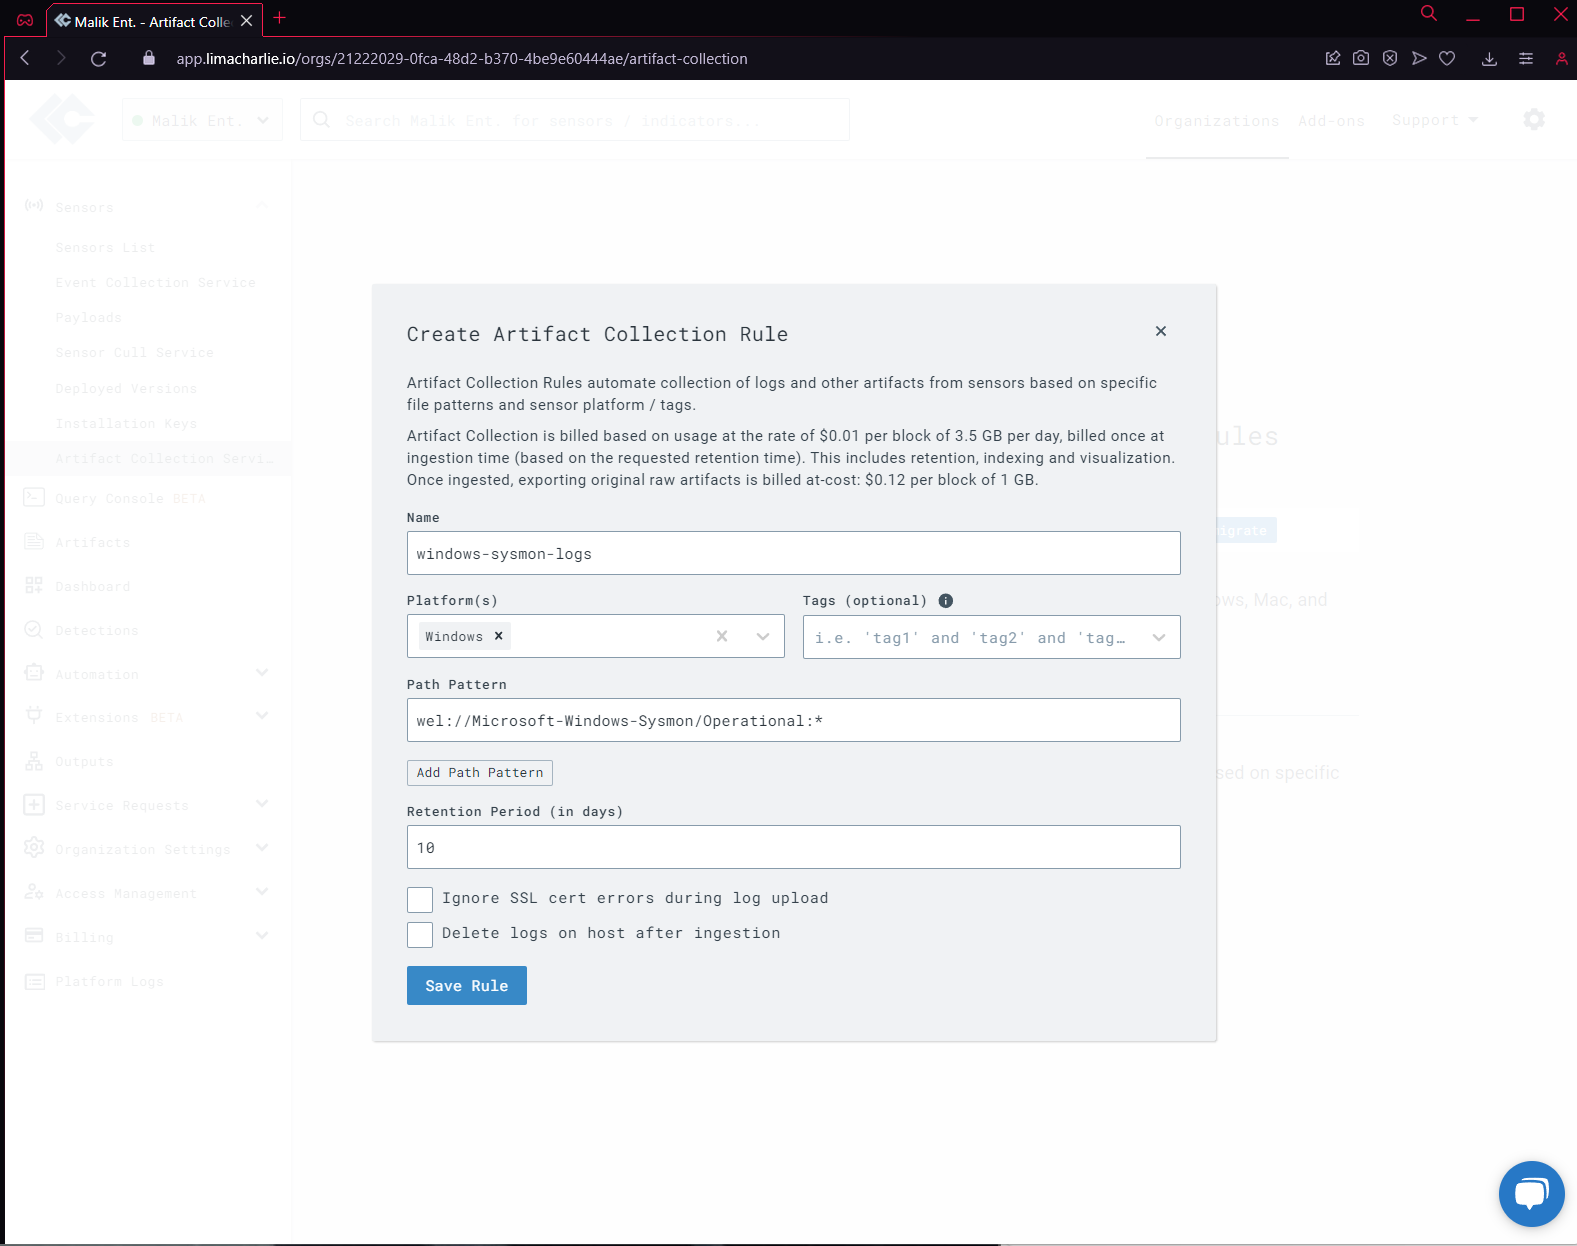 Malik Ent. - Artifact Colle
app.limacharlie.io/orgs/21222029-0fca-48d2-b370-4be9e60444ae/artifact-collection
Malik Ent.
Search Malik Ent. for sensors / indicators...
Organizations
Add-ons
Support
Sensors
Sensors List
Event Collection Service
Payloads
Sensor Cull Service
Deployed Versions
Installation Keys
Artifact Collection Servi…
Query Console BETA
Artifacts
Dashboard
Detections
Automation
Extensions BETA
Outputs
Service Requests
Organization Settings
Access Management
Billing
Platform Logs
Create Artifact Collection Rule
Artifact Collection Rules automate collection of logs and other artifacts from sensors based on specific
file patterns and sensor platform / tags.
Artifact Collection is billed based on usage at the rate of $0.01 per block of 3.5 GB per day, billed once at
ingestion time (based on the requested retention time). This includes retention, indexing and visualization.
Once ingested, exporting original raw artifacts is billed at-cost: $0.12 per block of 1 GB.
Name
windows-sysmon-logs
Platform(s)
Tags (optional)
Windows
i.e. 'tag1' and 'tag2' and 'tag…
Path Pattern
wel://Microsoft-Windows-Sysmon/Operational:*
Add Path Pattern
Retention Period (in days)
10
Ignore SSL cert errors during log upload
Delete logs on host after ingestion
Save Rule
ules
igrate
ows, Mac, and
sed on specific